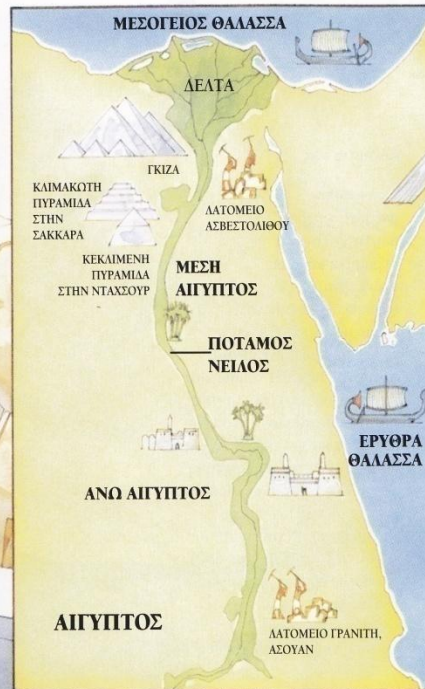 ΜΕΣΟΓΕΙΟΣ ΘΑΛΑΣΣΑ
ΔΕΛΤΑ
ΓΚΙΖΑ
ΚΛΙΜΑΚΩΤΗ
ΠΥΡΑΜΙΔΑ
ΣΤΗΝ
ΣΑΚΚΑΡΑ
ΛΑΤΟΜΕΙΟ
ΑΣΒΕΣΤΟΛΙΘΟΥ
ΚΕΚΛΙΜΕΝΗ
ΠΥΡΑΜΙΔΑ
ΣΤΗΝ ΝΤΑΧΣΟΥΡ
ΜΕΣΗ
ΑΙΓΥΠΤΟΣ
ΠΟΤΑΜΟΣ
ΝΕΙΛΟΣ
ΕΡΥΘΡΑ
ΘΑΛΑΣΣΑ
ΑΝΩ ΑΙΓΥΠΤΟΣ
ΑΙΓΥΠΤΟΣ
ΛΑΤΟΜΕΙΟ ΓΡΑΝΙΤΗ,
ΑΣΟΥΑΝ